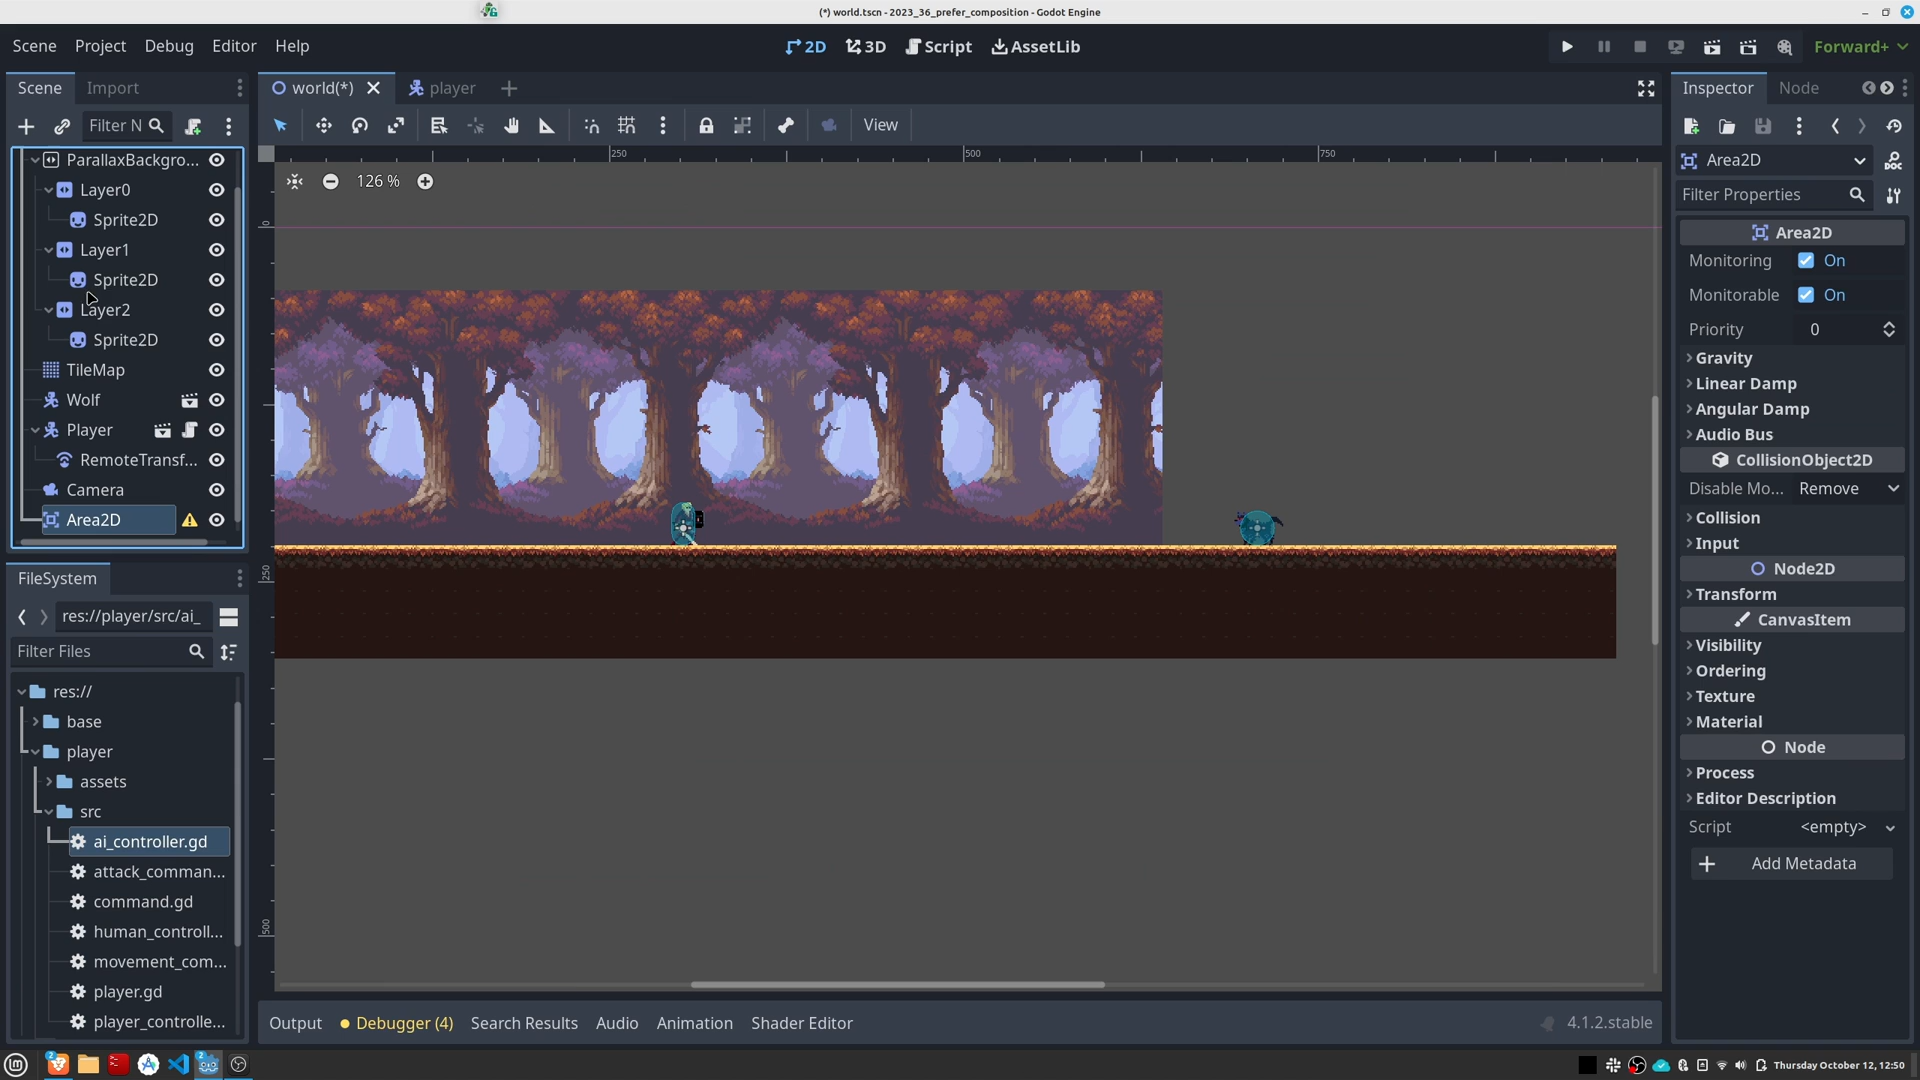 (*) world.tscn - 2023_36_prefer_composition - Godot Engine
Scene Project Debug Editor Help
2D 3D Script AssetLib
Forward+
Scene Import
world(*) player
Inspector Node
Filter N
View
250 500 750
0
126 %
ParallaxBackgro...
Layer0
Sprite2D
Layer1
Sprite2D
Layer2
Sprite2D
TileMap
Wolf
Player
RemoteTransf...
Camera
Area2D
FileSystem
res://player/src/ai_
Filter Files
res://
base
player
assets
src
ai_controller.gd
attack_comman...
command.gd
human_controll...
movement_com...
player.gd
player_controlle...
250
500
Area2D
Filter Properties
Area2D
Monitoring On
Monitorable On
Priority 0
Gravity
Linear Damp
Angular Damp
Audio Bus
CollisionObject2D
Disable Mo... Remove
Collision
Input
Node2D
Transform
CanvasItem
Visibility
Ordering
Texture
Material
Node
Process
Editor Description
Script <empty>
Add Metadata
Output Debugger (4) Search Results Audio Animation Shader Editor
4.1.2.stable
2 2
Thursday October 12, 12:50